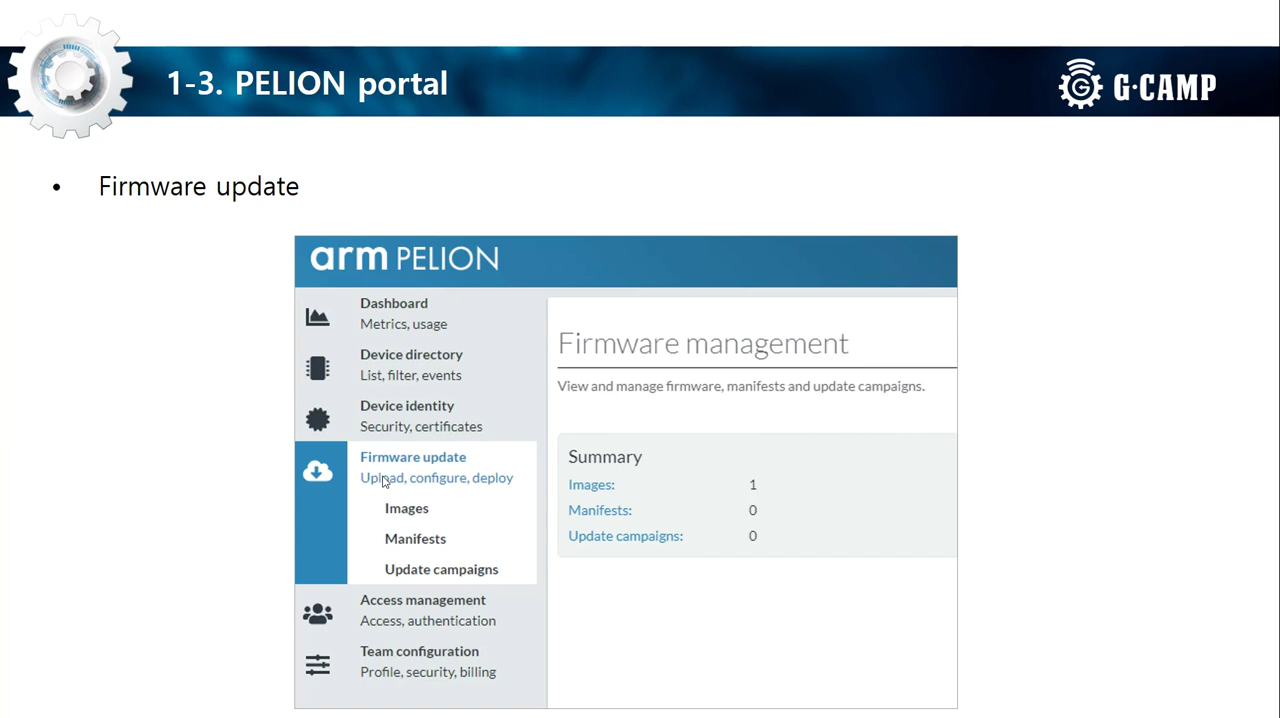 1-3. PELION portal
G·CAMP
• Firmware update
arm PELION
Dashboard
Metrics, usage
Device directory
List, filter, events
Device identity
Security, certificates
Firmware update
Upload, configure, deploy
Images
Manifests
Update campaigns
Access management
Access, authentication
Team configuration
Profile, security, billing
Firmware management
View and manage firmware, manifests and update campaigns.
Summary
Images: 1
Manifests: 0
Update campaigns: 0